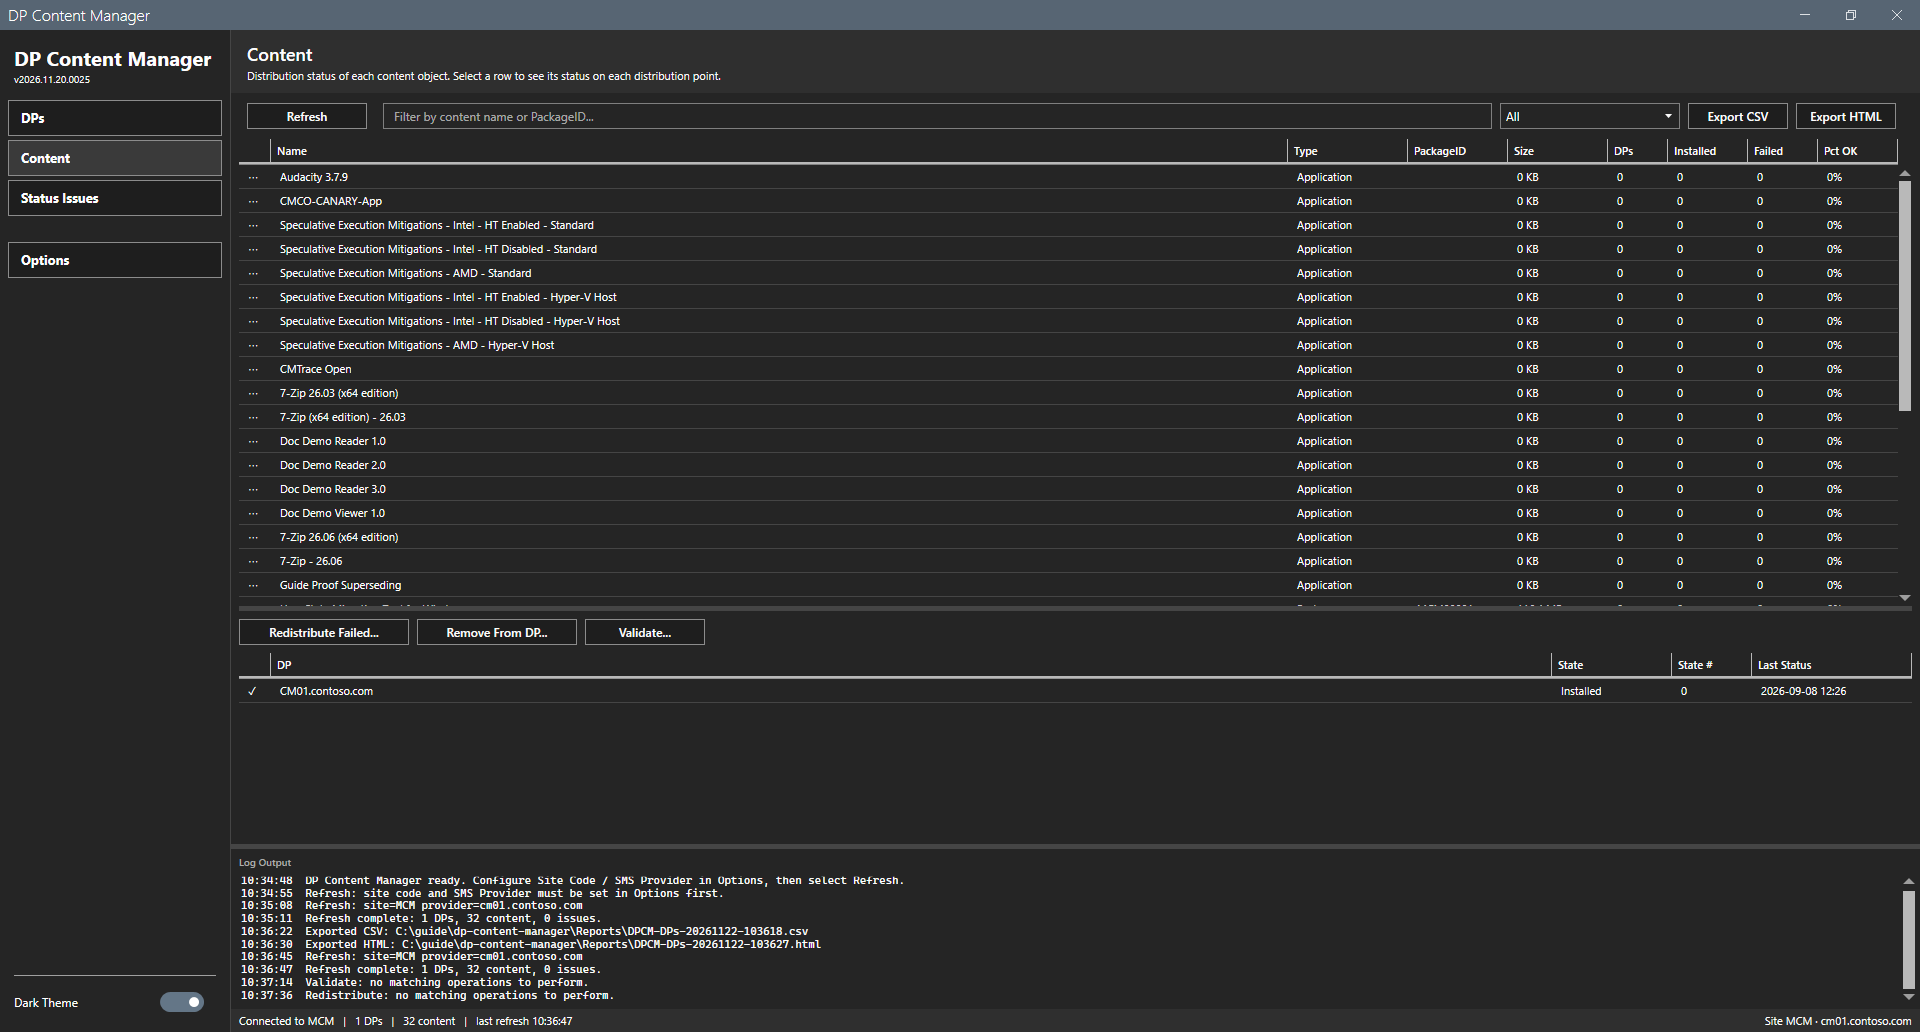 DP Content Manager
DP Content Manager
v2026.11.20.0025
DPs
Content
Status Issues
Options
Dark Theme
Content
Distribution status of each content object. Select a row to see its status on each distribution point.
Refresh Filter by content name or PackageID... All Export CSV Export HTML
Name Type PackageID Size DPs Installed Failed Pct OK
... Audacity 3.7.9 Application 0 KB 0 0 0 0%
... CMCO-CANARY-App Application 0 KB 0 0 0 0%
... Speculative Execution Mitigations - Intel - HT Enabled - Standard Application 0 KB 0 0 0 0%
... Speculative Execution Mitigations - Intel - HT Disabled - Standard Application 0 KB 0 0 0 0%
... Speculative Execution Mitigations - AMD - Standard Application 0 KB 0 0 0 0%
... Speculative Execution Mitigations - Intel - HT Enabled - Hyper-V Host Application 0 KB 0 0 0 0%
... Speculative Execution Mitigations - Intel - HT Disabled - Hyper-V Host Application 0 KB 0 0 0 0%
... Speculative Execution Mitigations - AMD - Hyper-V Host Application 0 KB 0 0 0 0%
... CMTrace Open Application 0 KB 0 0 0 0%
... 7-Zip 26.03 (x64 edition) Application 0 KB 0 0 0 0%
... 7-Zip (x64 edition) - 26.03 Application 0 KB 0 0 0 0%
... Doc Demo Reader 1.0 Application 0 KB 0 0 0 0%
... Doc Demo Reader 2.0 Application 0 KB 0 0 0 0%
... Doc Demo Reader 3.0 Application 0 KB 0 0 0 0%
... Doc Demo Viewer 1.0 Application 0 KB 0 0 0 0%
... 7-Zip 26.06 (x64 edition) Application 0 KB 0 0 0 0%
... 7-Zip - 26.06 Application 0 KB 0 0 0 0%
... Guide Proof Superseding Application 0 KB 0 0 0 0%
Redistribute Failed... Remove From DP... Validate...
DP State State # Last Status
✓ CM01.contoso.com Installed 0 2026-09-08 12:26
Log Output
10:34:48 DP Content Manager ready. Configure Site Code / SMS Provider in Options, then select Refresh.
10:34:55 Refresh: site code and SMS Provider must be set in Options first.
10:35:08 Refresh: site=MCM provider=cm01.contoso.com
10:35:11 Refresh complete: 1 DPs, 32 content, 0 issues.
10:36:22 Exported CSV: C:\guide\dp-content-manager\Reports\DPCM-DPs-20261122-103618.csv
10:36:30 Exported HTML: C:\guide\dp-content-manager\Reports\DPCM-DPs-20261122-103627.html
10:36:45 Refresh: site=MCM provider=cm01.contoso.com
10:36:47 Refresh complete: 1 DPs, 32 content, 0 issues.
10:37:14 Validate: no matching operations to perform.
10:37:36 Redistribute: no matching operations to perform.
Connected to MCM | 1 DPs | 32 content | last refresh 10:36:47
Site MCM · cm01.contoso.com